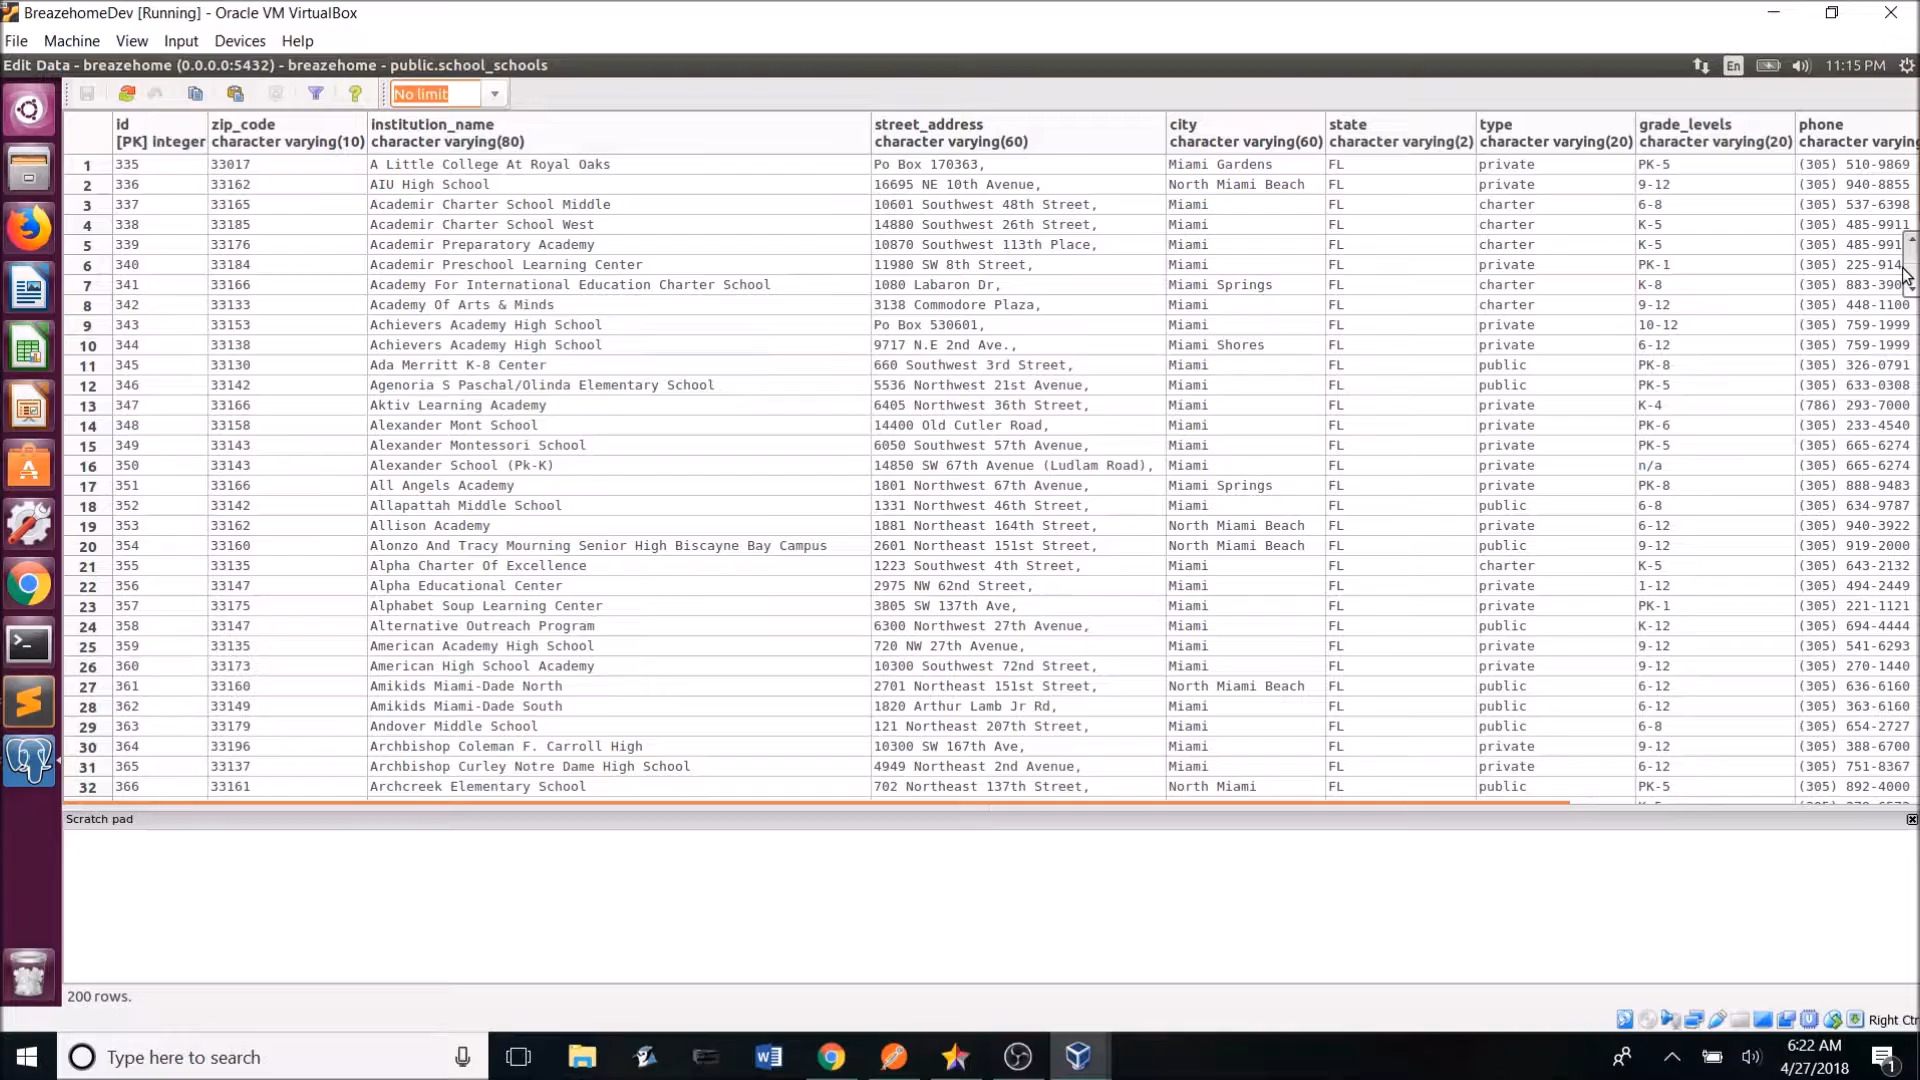 BreazehomeDev [Running] - Oracle VM VirtualBox
File Machine View Input Devices Help
Edit Data - breazehome (0.0.0.0:5432) - breazehome - public.school_schools En 11:15 PM
No limit
id zip_code institution_name street_address city state type grade_levels phone
[PK] integer character varying(10) character varying(80) character varying(60) character varying(60) character varying(2) character varying(20) character varying(20) character varying
1 335 33017 A Little College At Royal Oaks Po Box 170363, Miami Gardens FL private PK-5 (305) 510-9869
2 336 33162 AIU High School 16695 NE 10th Avenue, North Miami Beach FL private 9-12 (305) 940-8855
3 337 33165 Academir Charter School Middle 10601 Southwest 48th Street, Miami FL charter 6-8 (305) 537-6398
4 338 33185 Academir Charter School West 14880 Southwest 26th Street, Miami FL charter K-5 (305) 485-9911
5 339 33176 Academir Preparatory Academy 10870 Southwest 113th Place, Miami FL charter K-5 (305) 485-991
6 340 33184 Academir Preschool Learning Center 11980 SW 8th Street, Miami FL private PK-1 (305) 225-914
7 341 33166 Academy For International Education Charter School 1080 Labaron Dr, Miami Springs FL charter K-8 (305) 883-390
8 342 33133 Academy Of Arts & Minds 3138 Commodore Plaza, Miami FL charter 9-12 (305) 448-1100
9 343 33153 Achievers Academy High School Po Box 530601, Miami FL private 10-12 (305) 759-1999
10 344 33138 Achievers Academy High School 9717 N.E 2nd Ave., Miami Shores FL private 6-12 (305) 759-1999
11 345 33130 Ada Merritt K-8 Center 660 Southwest 3rd Street, Miami FL public PK-8 (305) 326-0791
12 346 33142 Agenoria S Paschal/Olinda Elementary School 5536 Northwest 21st Avenue, Miami FL public PK-5 (305) 633-0308
13 347 33166 Aktiv Learning Academy 6405 Northwest 36th Street, Miami FL private K-4 (786) 293-7000
14 348 33158 Alexander Mont School 14400 Old Cutler Road, Miami FL private PK-6 (305) 233-4540
15 349 33143 Alexander Montessori School 6050 Southwest 57th Avenue, Miami FL private PK-5 (305) 665-6274
16 350 33143 Alexander School (Pk-K) 14850 SW 67th Avenue (Ludlam Road), Miami FL private n/a (305) 665-6274
17 351 33166 All Angels Academy 1801 Northwest 67th Avenue, Miami Springs FL private PK-8 (305) 888-9483
18 352 33142 Allapattah Middle School 1331 Northwest 46th Street, Miami FL public 6-8 (305) 634-9787
19 353 33162 Allison Academy 1881 Northeast 164th Street, North Miami Beach FL private 6-12 (305) 940-3922
20 354 33160 Alonzo And Tracy Mourning Senior High Biscayne Bay Campus 2601 Northeast 151st Street, North Miami Beach FL public 9-12 (305) 919-2000
21 355 33135 Alpha Charter Of Excellence 1223 Southwest 4th Street, Miami FL charter K-5 (305) 643-2132
22 356 33147 Alpha Educational Center 2975 NW 62nd Street, Miami FL private 1-12 (305) 494-2449
23 357 33175 Alphabet Soup Learning Center 3805 SW 137th Ave, Miami FL private PK-1 (305) 221-1121
24 358 33147 Alternative Outreach Program 6300 Northwest 27th Avenue, Miami FL public K-12 (305) 694-4444
25 359 33135 American Academy High School 720 NW 27th Avenue, Miami FL private 9-12 (305) 541-6293
26 360 33173 American High School Academy 10300 Southwest 72nd Street, Miami FL private 9-12 (305) 270-1440
27 361 33160 Amikids Miami-Dade North 2701 Northeast 151st Street, North Miami Beach FL public 6-12 (305) 636-6160
28 362 33149 Amikids Miami-Dade South 1820 Arthur Lamb Jr Rd, Miami FL public 6-12 (305) 363-6160
29 363 33179 Andover Middle School 121 Northeast 207th Street, Miami FL public 6-8 (305) 654-2727
30 364 33196 Archbishop Coleman F. Carroll High 10300 SW 167th Ave, Miami FL private 9-12 (305) 388-6700
31 365 33137 Archbishop Curley Notre Dame High School 4949 Northeast 2nd Avenue, Miami FL private 6-12 (305) 751-8367
32 366 33161 Archcreek Elementary School 702 Northeast 137th Street, North Miami FL public PK-5 (305) 892-4000
Scratch pad
200 rows.
Right Ctr
Type here to search
6:22 AM
4/27/2018
1